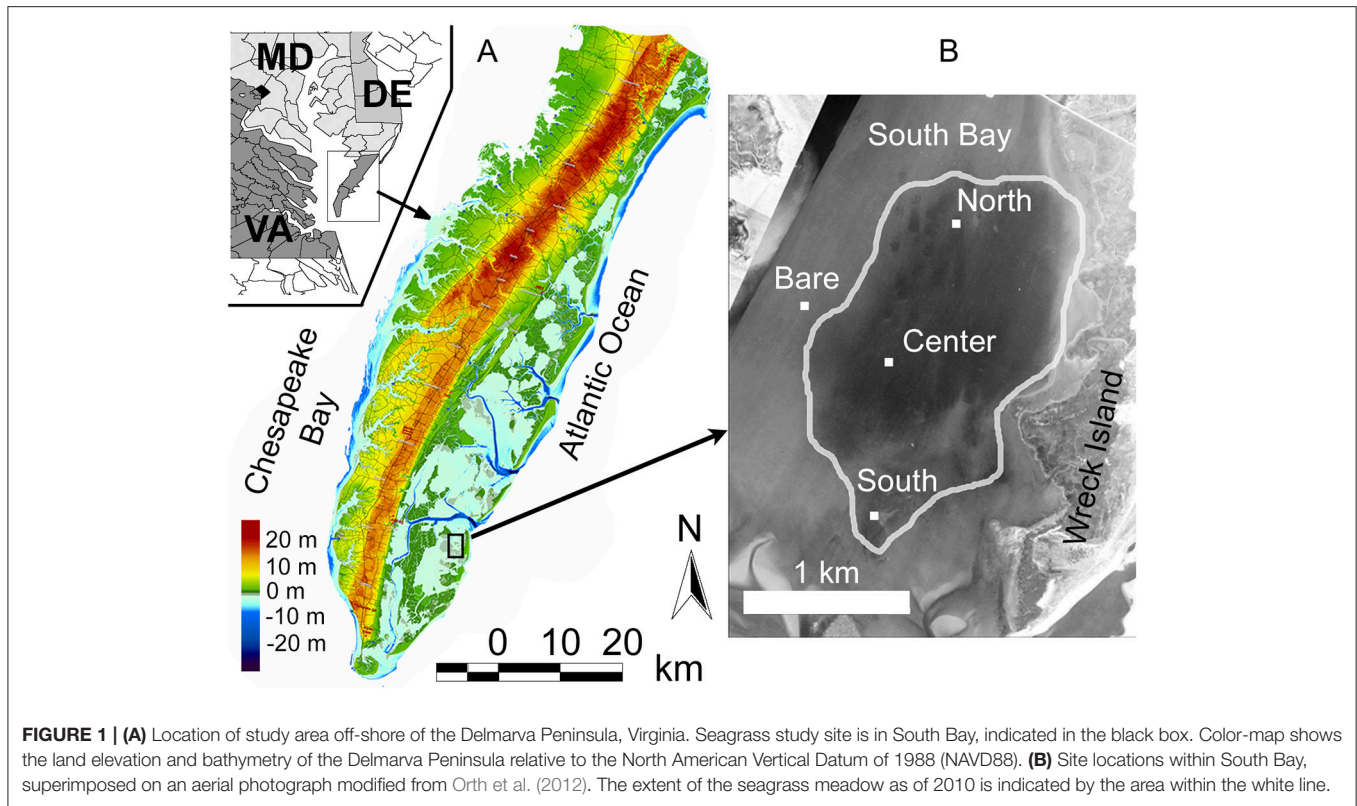 MD
DE
VA
A
Chesapeake
Bay
Atlantic Ocean
20 m
10 m
0 m
-10 m
-20 m
N
0 10 20
km
B
South Bay
North
Bare
Center
South
Wreck Island
1 km
FIGURE 1 | (A) Location of study area off-shore of the Delmarva Peninsula, Virginia. Seagrass study site is in South Bay, indicated in the black box. Color-map shows
the land elevation and bathymetry of the Delmarva Peninsula relative to the North American Vertical Datum of 1988 (NAVD88). (B) Site locations within South Bay,
superimposed on an aerial photograph modified from Orth et al. (2012). The extent of the seagrass meadow as of 2010 is indicated by the area within the white line.